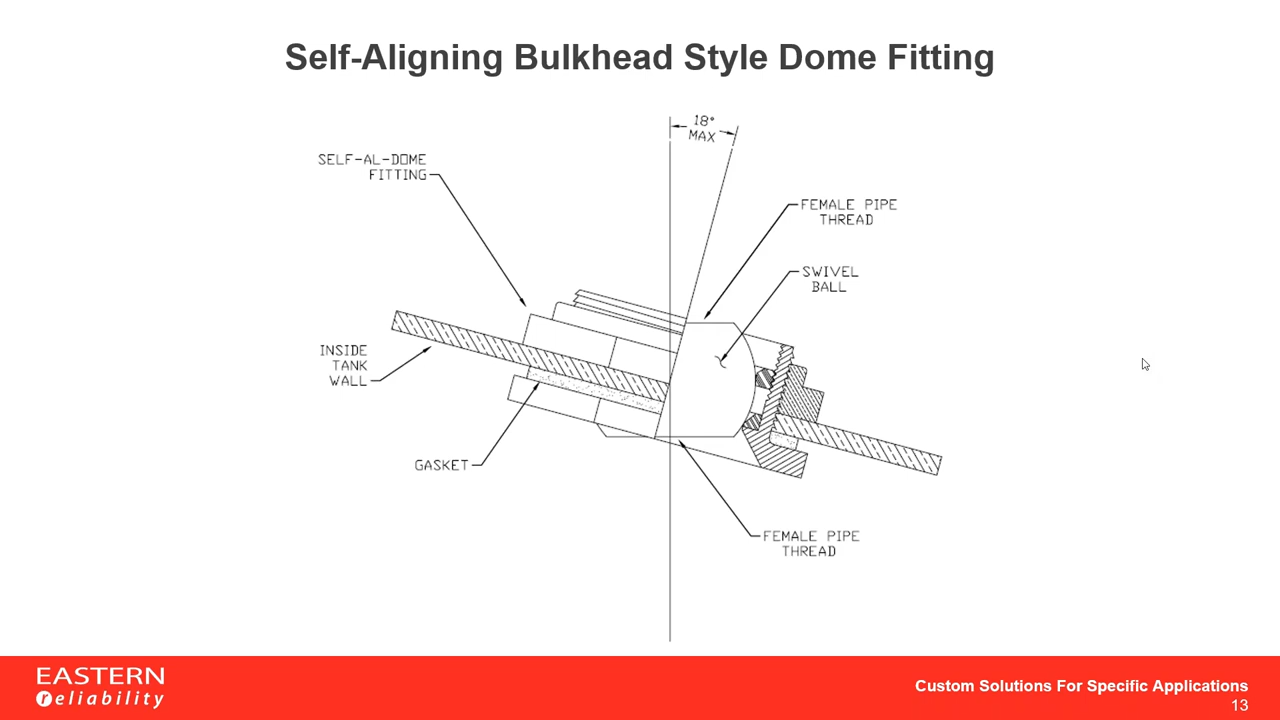 Self-Aligning Bulkhead Style Dome Fitting
18°
MAX
SELF-AL-DOME
FITTING
FEMALE PIPE
THREAD
SWIVEL
BALL
INSIDE
TANK
WALL
GASKET
FEMALE PIPE
THREAD
EASTERN
reliability
Custom Solutions For Specific Applications
13